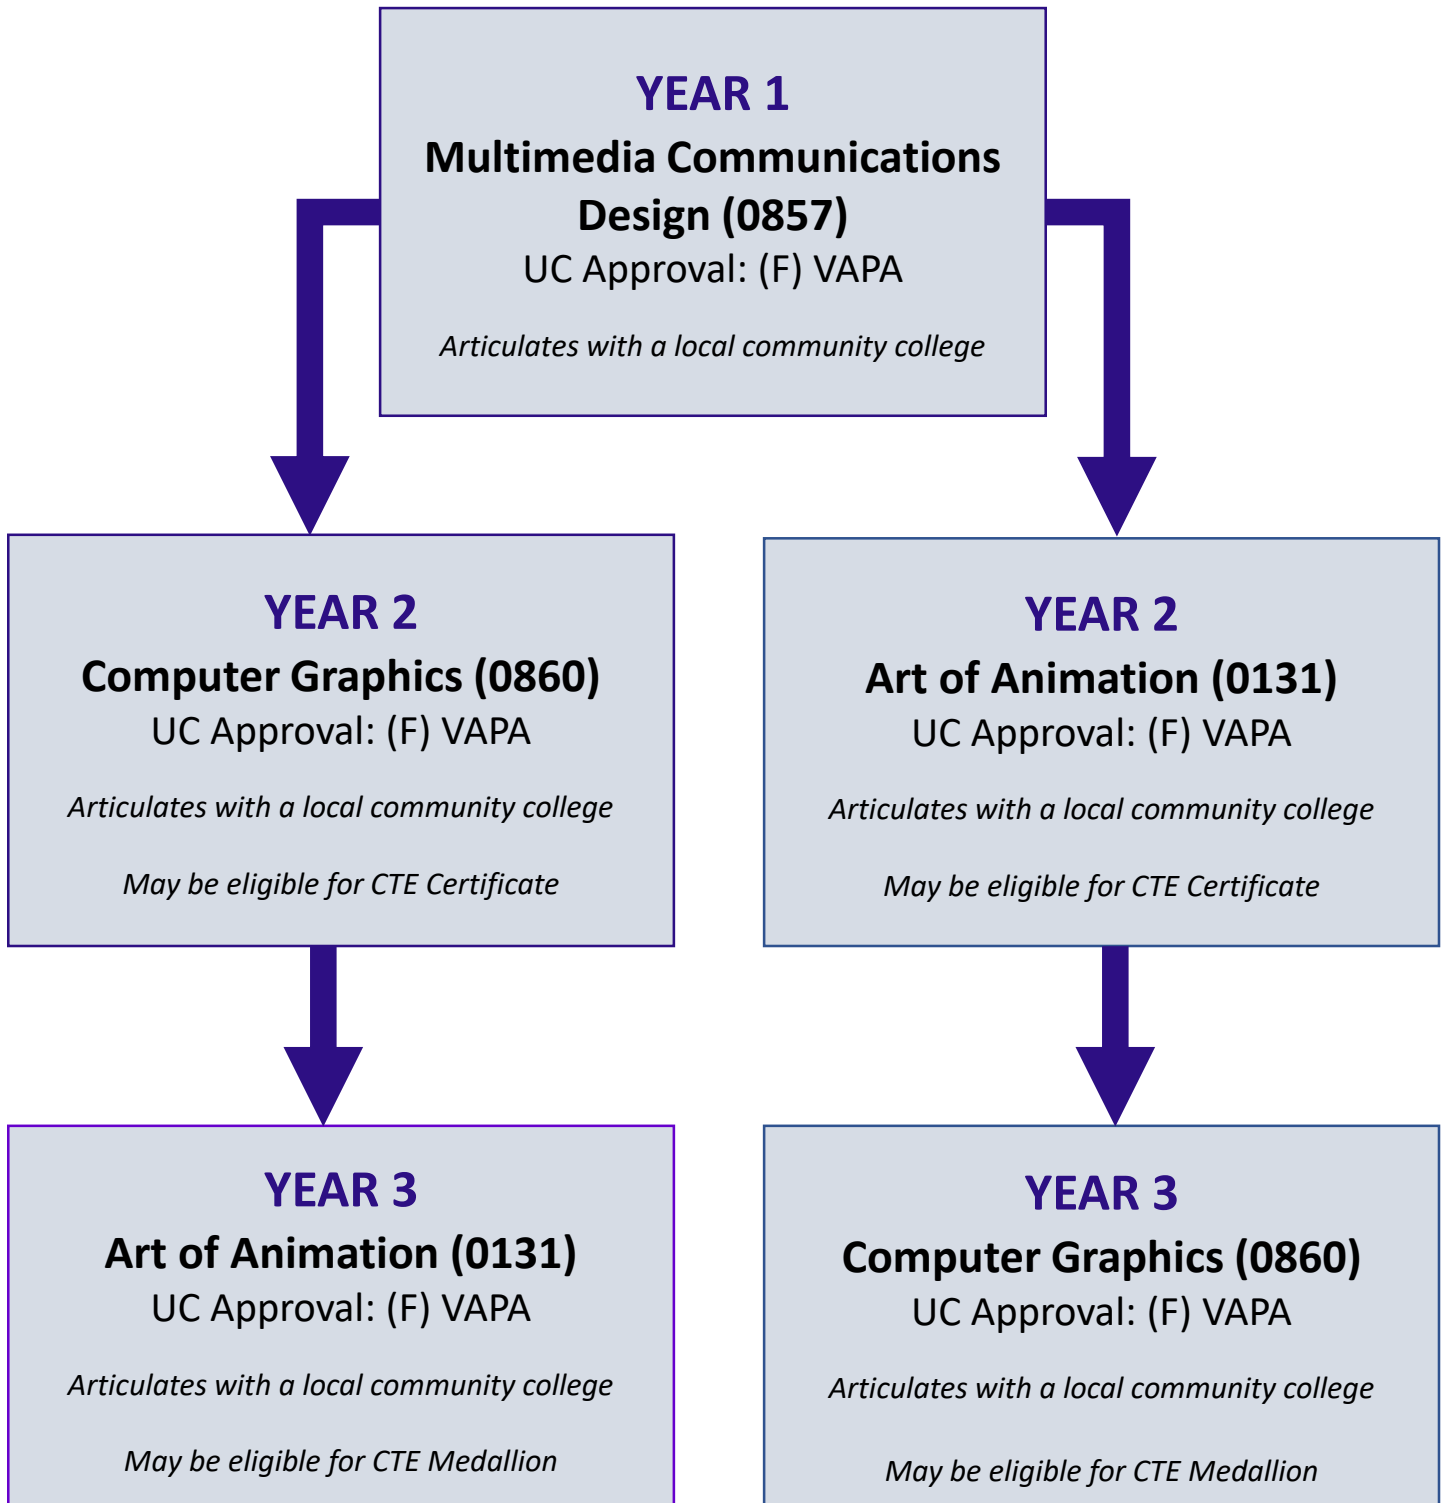 YEAR 1
Multimedia Communications
Design (0857)
UC Approval: (F) VAPA
Articulates with a local community college
YEAR 2
Computer Graphics (0860)
UC Approval: (F) VAPA
Articulates with a local community college
May be eligible for CTE Certificate
YEAR 2
Art of Animation (0131)
UC Approval: (F) VAPA
Articulates with a local community college
May be eligible for CTE Certificate
YEAR 3
Art of Animation (0131)
UC Approval: (F) VAPA
Articulates with a local community college
May be eligible for CTE Medallion
YEAR 3
Computer Graphics (0860)
UC Approval: (F) VAPA
Articulates with a local community college
May be eligible for CTE Medallion